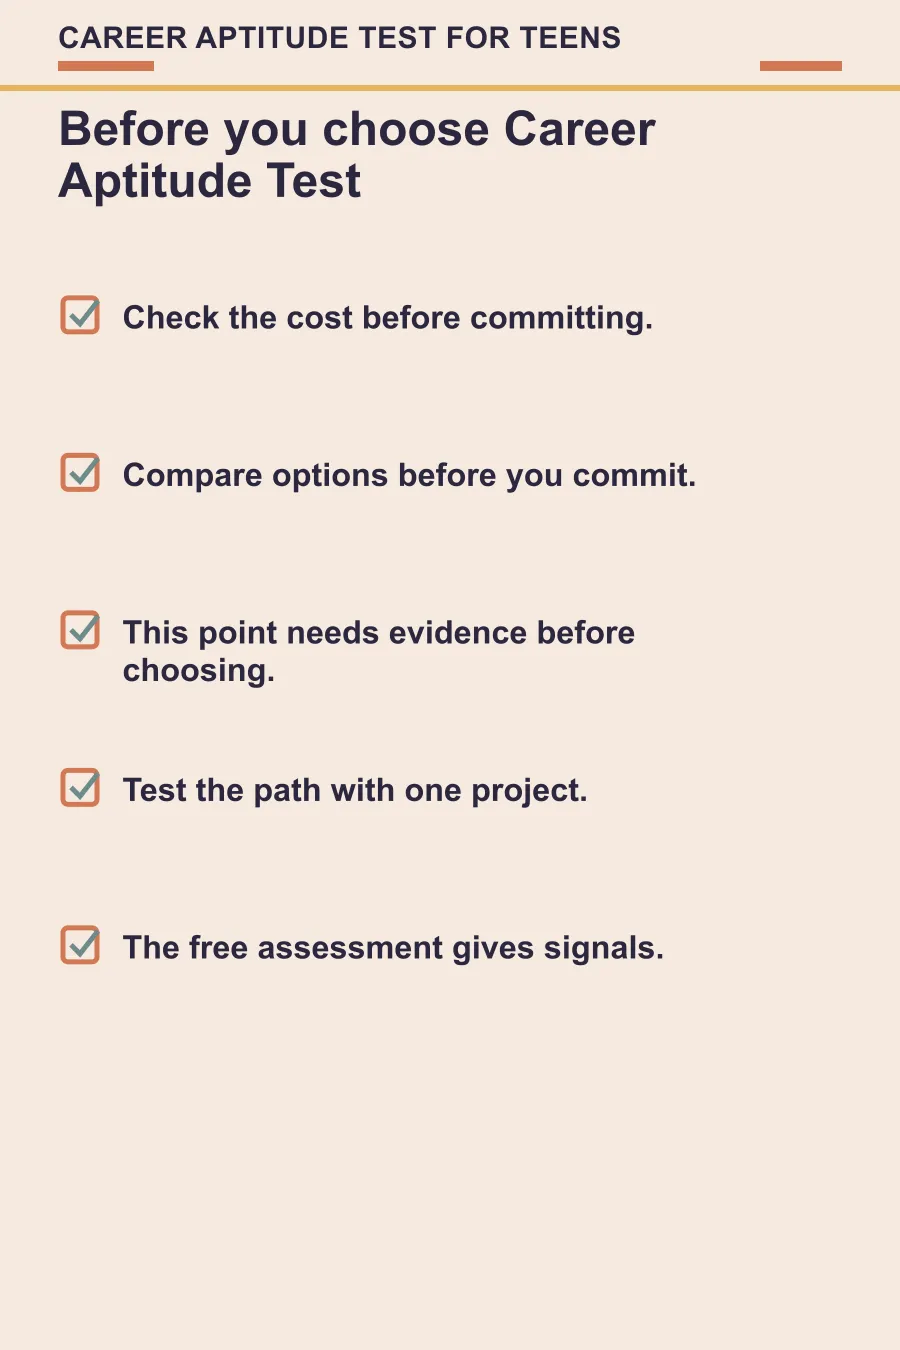 CAREER APTITUDE TEST FOR TEENS
Before you choose Career
Aptitude Test
Check the cost before committing.
Compare options before you commit.
This point needs evidence before
choosing.
Test the path with one project.
The free assessment gives signals.